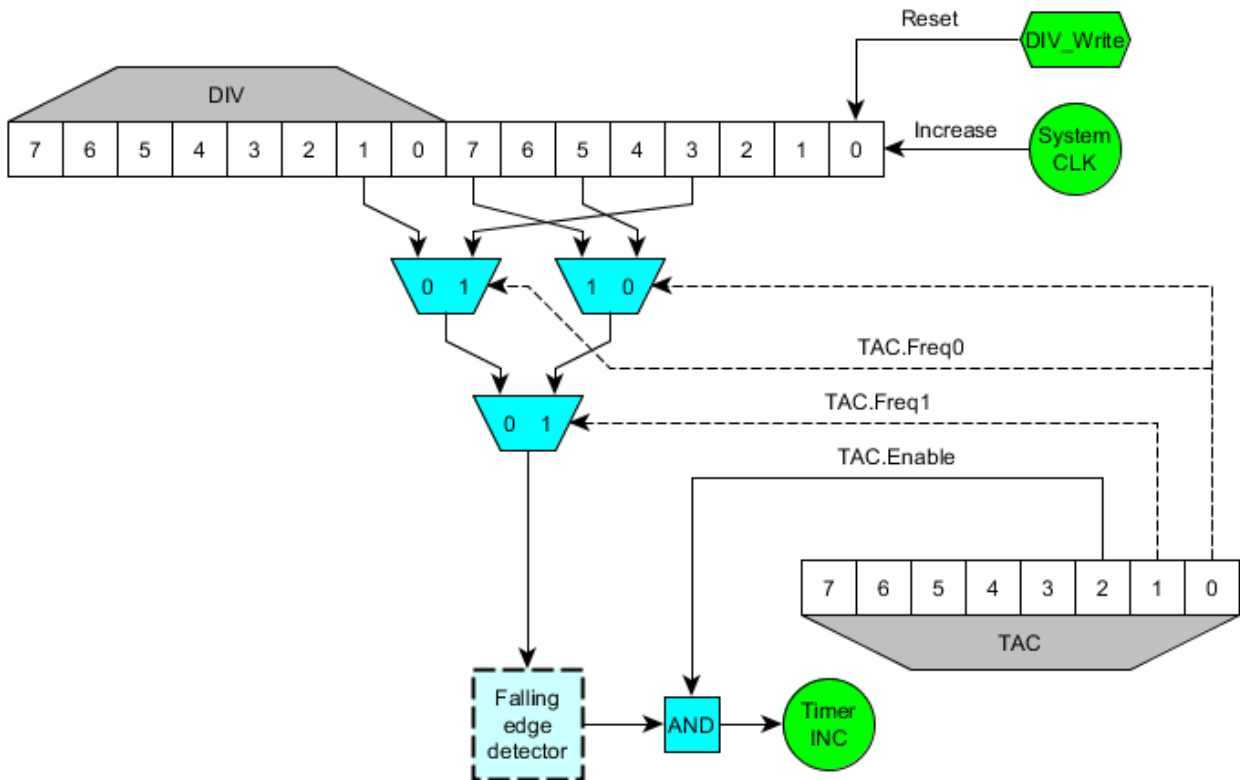 Reset
DIV_Write
DIV
7 6 5 4 3 2 1 0 7 6 5 4 3 2 1 0
Increase
System
CLK
0 1
1 0
TAC.Freq0
0 1
TAC.Freq1
TAC.Enable
7 6 5 4 3 2 1 0
TAC
Falling
edge
detector
AND
Timer
INC